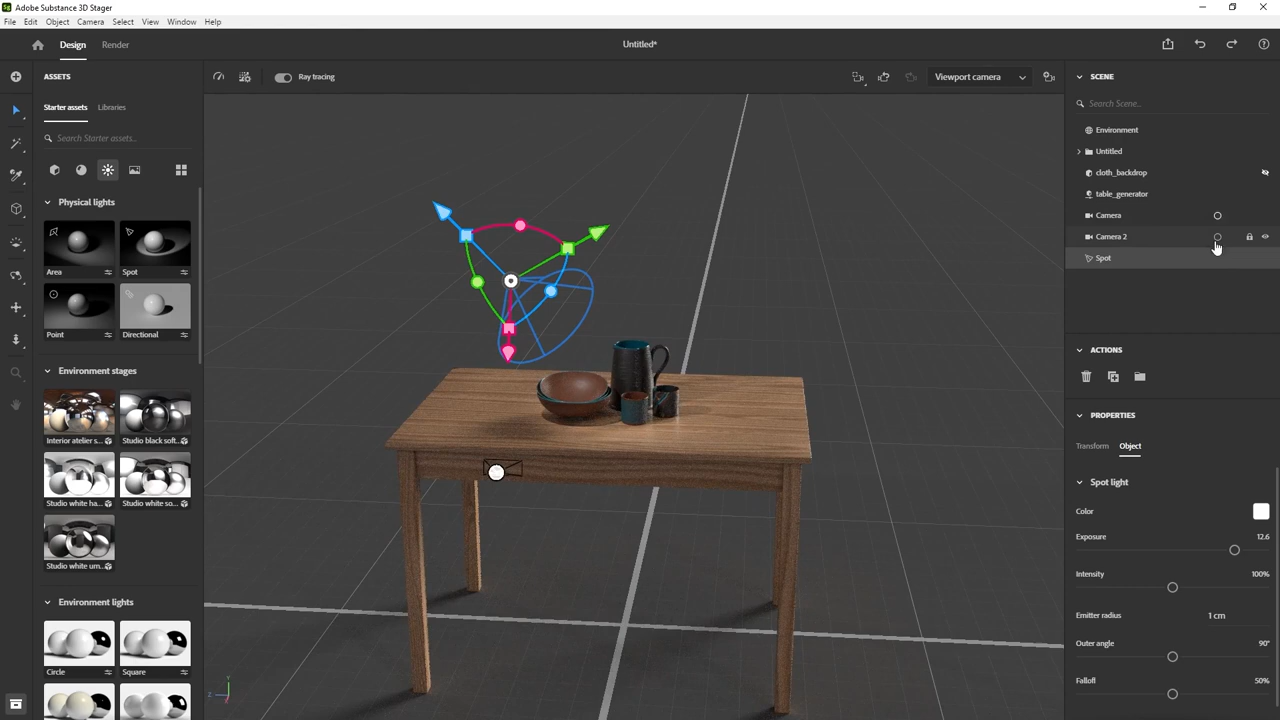 Sg Adobe Substance 3D Stager
File Edit Object Camera Select View Window Help
Design Render Untitled*
ASSETS
Starter assets Libraries
Search Starter assets...
Physical lights
Area Spot
Point Directional
Environment stages
Interior atelier s... Studio black soft...
Studio white ha... Studio white so...
Studio white um...
Environment lights
Circle Square
Ray tracing
Viewport camera
Y
Z
SCENE
Search Scene...
Environment
Untitled
cloth_backdrop
table_generator
Camera
Camera 2
Spot
ACTIONS
PROPERTIES
Transform Object
Spot light
Color
Exposure 12.6
Intensity 100%
Emitter radius 1 cm
Outer angle 90°
Falloff 50%